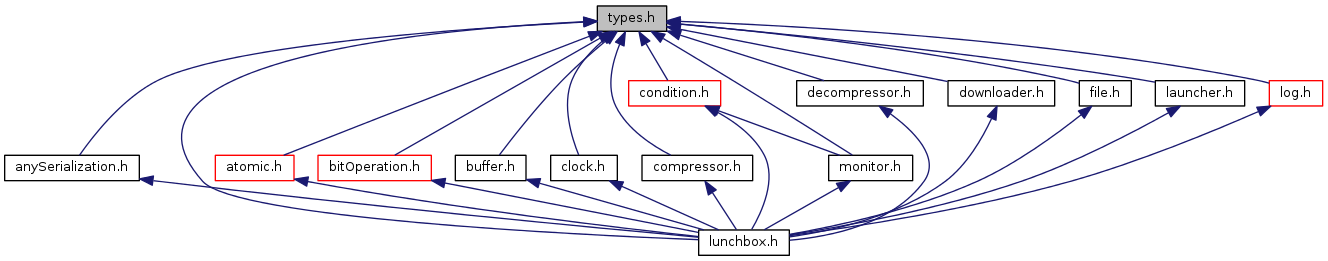 types.h
condition.h
decompressor.h
downloader.h
file.h
launcher.h
log.h
anySerialization.h
atomic.h
bitOperation.h
buffer.h
clock.h
compressor.h
monitor.h
lunchbox.h